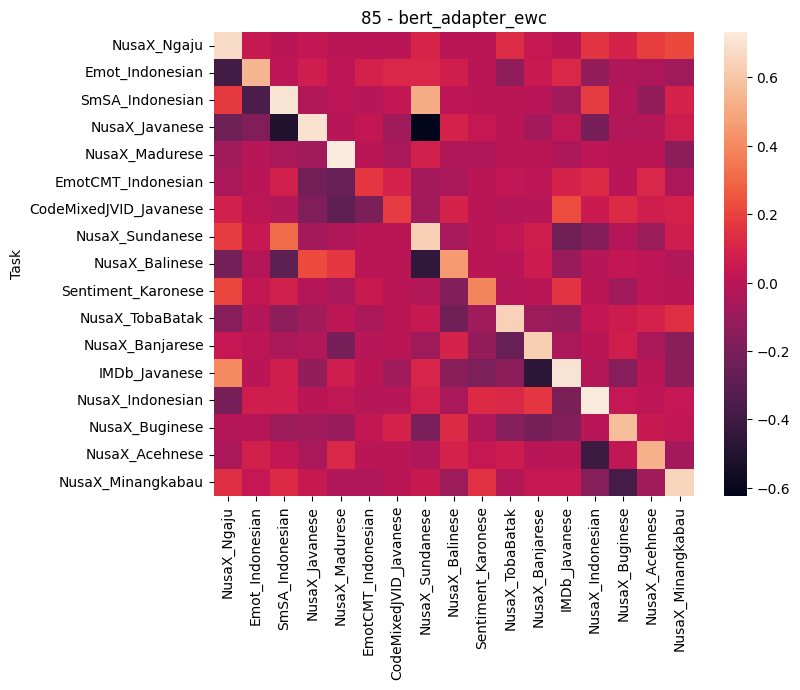 85 - bert_adapter_ewc
Task
NusaX_Ngaju
Emot_Indonesian
SmSA_Indonesian
NusaX_Javanese
NusaX_Madurese
EmotCMT_Indonesian
CodeMixedJVID_Javanese
NusaX_Sundanese
NusaX_Balinese
Sentiment_Karonese
NusaX_TobaBatak
NusaX_Banjarese
IMDb_Javanese
NusaX_Indonesian
NusaX_Buginese
NusaX_Acehnese
NusaX_Minangkabau
NusaX_Ngaju
Emot_Indonesian
SmSA_Indonesian
NusaX_Javanese
NusaX_Madurese
EmotCMT_Indonesian
CodeMixedJVID_Javanese
NusaX_Sundanese
NusaX_Balinese
Sentiment_Karonese
NusaX_TobaBatak
NusaX_Banjarese
IMDb_Javanese
NusaX_Indonesian
NusaX_Buginese
NusaX_Acehnese
NusaX_Minangkabau
0.6
0.4
0.2
0.0
−0.2
−0.4
−0.6